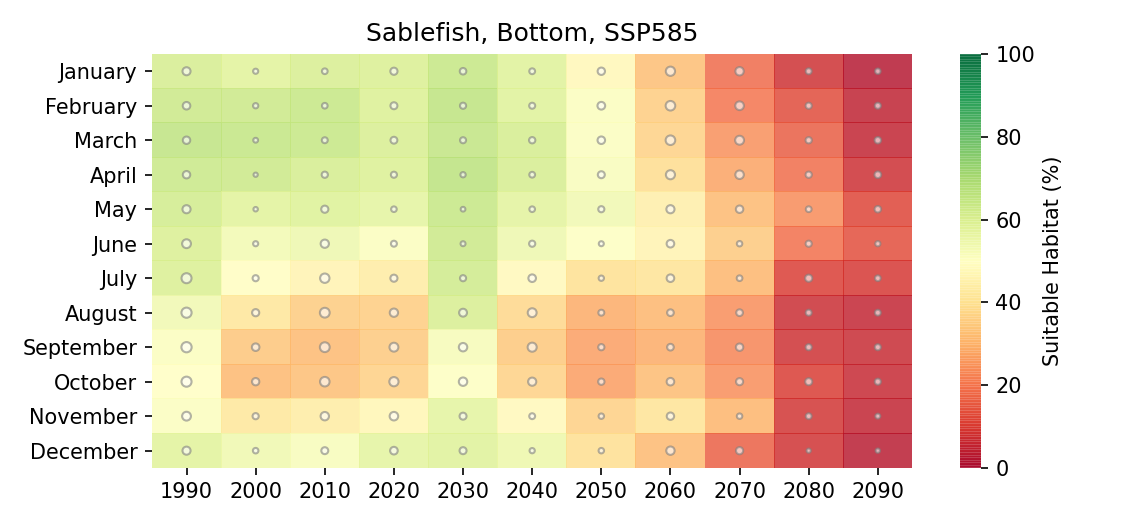 Sablefish, Bottom, SSP585
January
February
March
April
May
June
July
August
September
October
November
December
1990 2000 2010 2020 2030 2040 2050 2060 2070 2080 2090
100
80
60
40
20
0
Suitable Habitat (%)